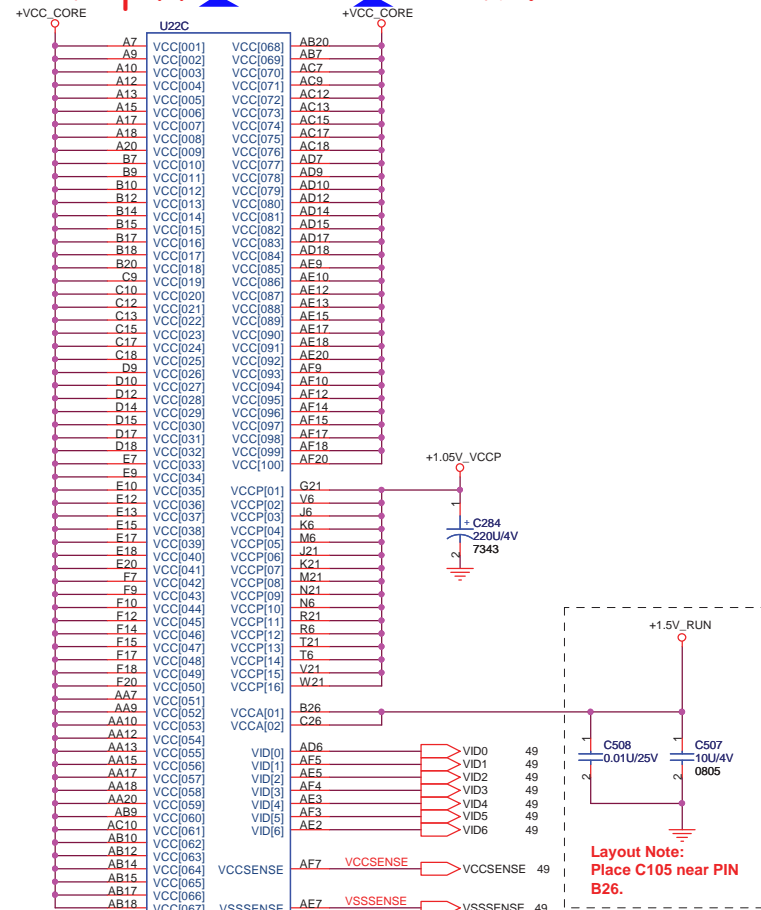 +VCC_CORE +VCC_CORE
U22C
A7 VCC[001] VCC[068] AB20
A9 VCC[002] VCC[069] AB7
A10 VCC[003] VCC[070] AC7
A12 VCC[004] VCC[071] AC9
A13 VCC[005] VCC[072] AC12
A15 VCC[006] VCC[073] AC13
A17 VCC[007] VCC[074] AC15
A18 VCC[008] VCC[075] AC17
A20 VCC[009] VCC[076] AC18
B7 VCC[010] VCC[077] AD7
B9 VCC[011] VCC[078] AD9
B10 VCC[012] VCC[079] AD10
B12 VCC[013] VCC[080] AD12
B14 VCC[014] VCC[081] AD14
B15 VCC[015] VCC[082] AD15
B17 VCC[016] VCC[083] AD17
B18 VCC[017] VCC[084] AD18
B20 VCC[018] VCC[085] AE9
C9 VCC[019] VCC[086] AE10
C10 VCC[020] VCC[087] AE12
C12 VCC[021] VCC[088] AE13
C13 VCC[022] VCC[089] AE15
C15 VCC[023] VCC[090] AE17
C17 VCC[024] VCC[091] AE18
C18 VCC[025] VCC[092] AE20
D9 VCC[026] VCC[093] AF9
D10 VCC[027] VCC[094] AF10
D12 VCC[028] VCC[095] AF12
D14 VCC[029] VCC[096] AF14
D15 VCC[030] VCC[097] AF15
D17 VCC[031] VCC[098] AF17
D18 VCC[032] VCC[099] AF18
E7 VCC[033] VCC[100] AF20
E9 VCC[034]
E10 VCC[035] VCCP[01] G21
E12 VCC[036] VCCP[02] V6
E13 VCC[037] VCCP[03] J6
E15 VCC[038] VCCP[04] K6
E17 VCC[039] VCCP[05] M6
E18 VCC[040] VCCP[06] J21
E20 VCC[041] VCCP[07] K21
F7 VCC[042] VCCP[08] M21
F9 VCC[043] VCCP[09] N21
F10 VCC[044] VCCP[10] N6
F12 VCC[045] VCCP[11] R21
F14 VCC[046] VCCP[12] R6
F15 VCC[047] VCCP[13] T21
F17 VCC[048] VCCP[14] T6
F18 VCC[049] VCCP[15] V21
F20 VCC[050] VCCP[16] W21
AA7 VCC[051]
AA9 VCC[052] VCCA[01] B26
AA10 VCC[053] VCCA[02] C26
AA12 VCC[054]
AA13 VCC[055] VID[0] AD6 VID0 49
AA15 VCC[056] VID[1] AF5 VID1 49
AA17 VCC[057] VID[2] AE5 VID2 49
AA18 VCC[058] VID[3] AF4 VID3 49
AA20 VCC[059] VID[4] AE3 VID4 49
AB9 VCC[060] VID[5] AF3 VID5 49
AC10 VCC[061] VID[6] AE2 VID6 49
AB10 VCC[062]
AB12 VCC[063]
AB14 VCC[064] VCCSENSE AF7 VCCSENSE VCCSENSE 49
AB15 VCC[065]
AB17 VCC[066]
AB18 VCC[067] VSSSENSE AE7 VSSSENSE VSSSENSE 49
+1.05V_VCCP
1
+ C284
220U/4V
7343
2
+1.5V_RUN
1 1
C508 C507
0.01U/25V 10U/4V
0805
2 2
Layout Note:
Place C105 near PIN
B26.